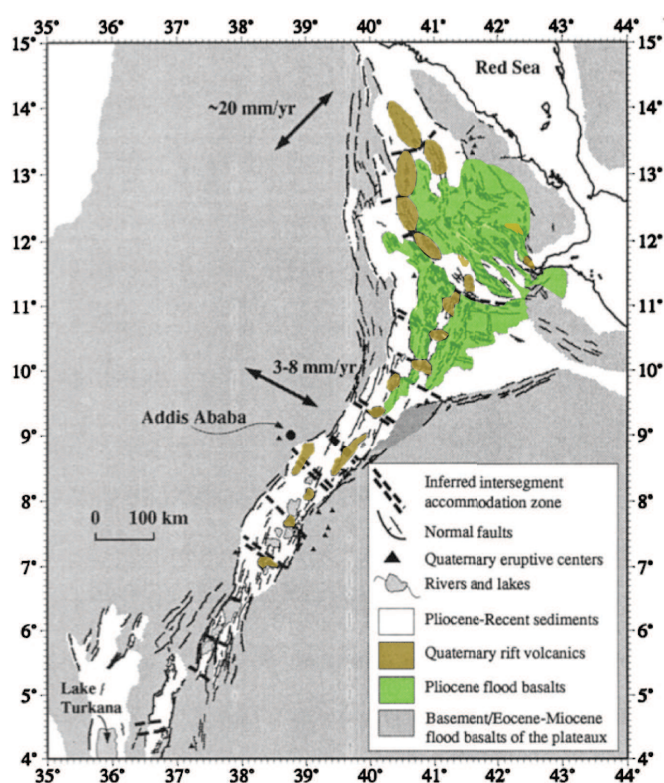 35° 36° 37° 38° 39° 40° 41° 42° 43° 44°
15° 15°
Red Sea
14° 14°
~20 mm/yr
13° 13°
12° 12°
11° 11°
10° 10°
3-8 mm/yr
Addis Ababa
9° 9°
8° 8°
0 100 km
7° 7°
6° 6°
5° 5°
Lake
Turkana
4° 4°
Inferred intersegment
accommodation zone
Normal faults
Quaternary eruptive centers
Rivers and lakes
Pliocene-Recent sediments
Quaternary rift volcanics
Pliocene flood basalts
Basement/Eocene-Miocene
flood basalts of the plateaux
35° 36° 37° 38° 39° 40° 41° 42° 43° 44°